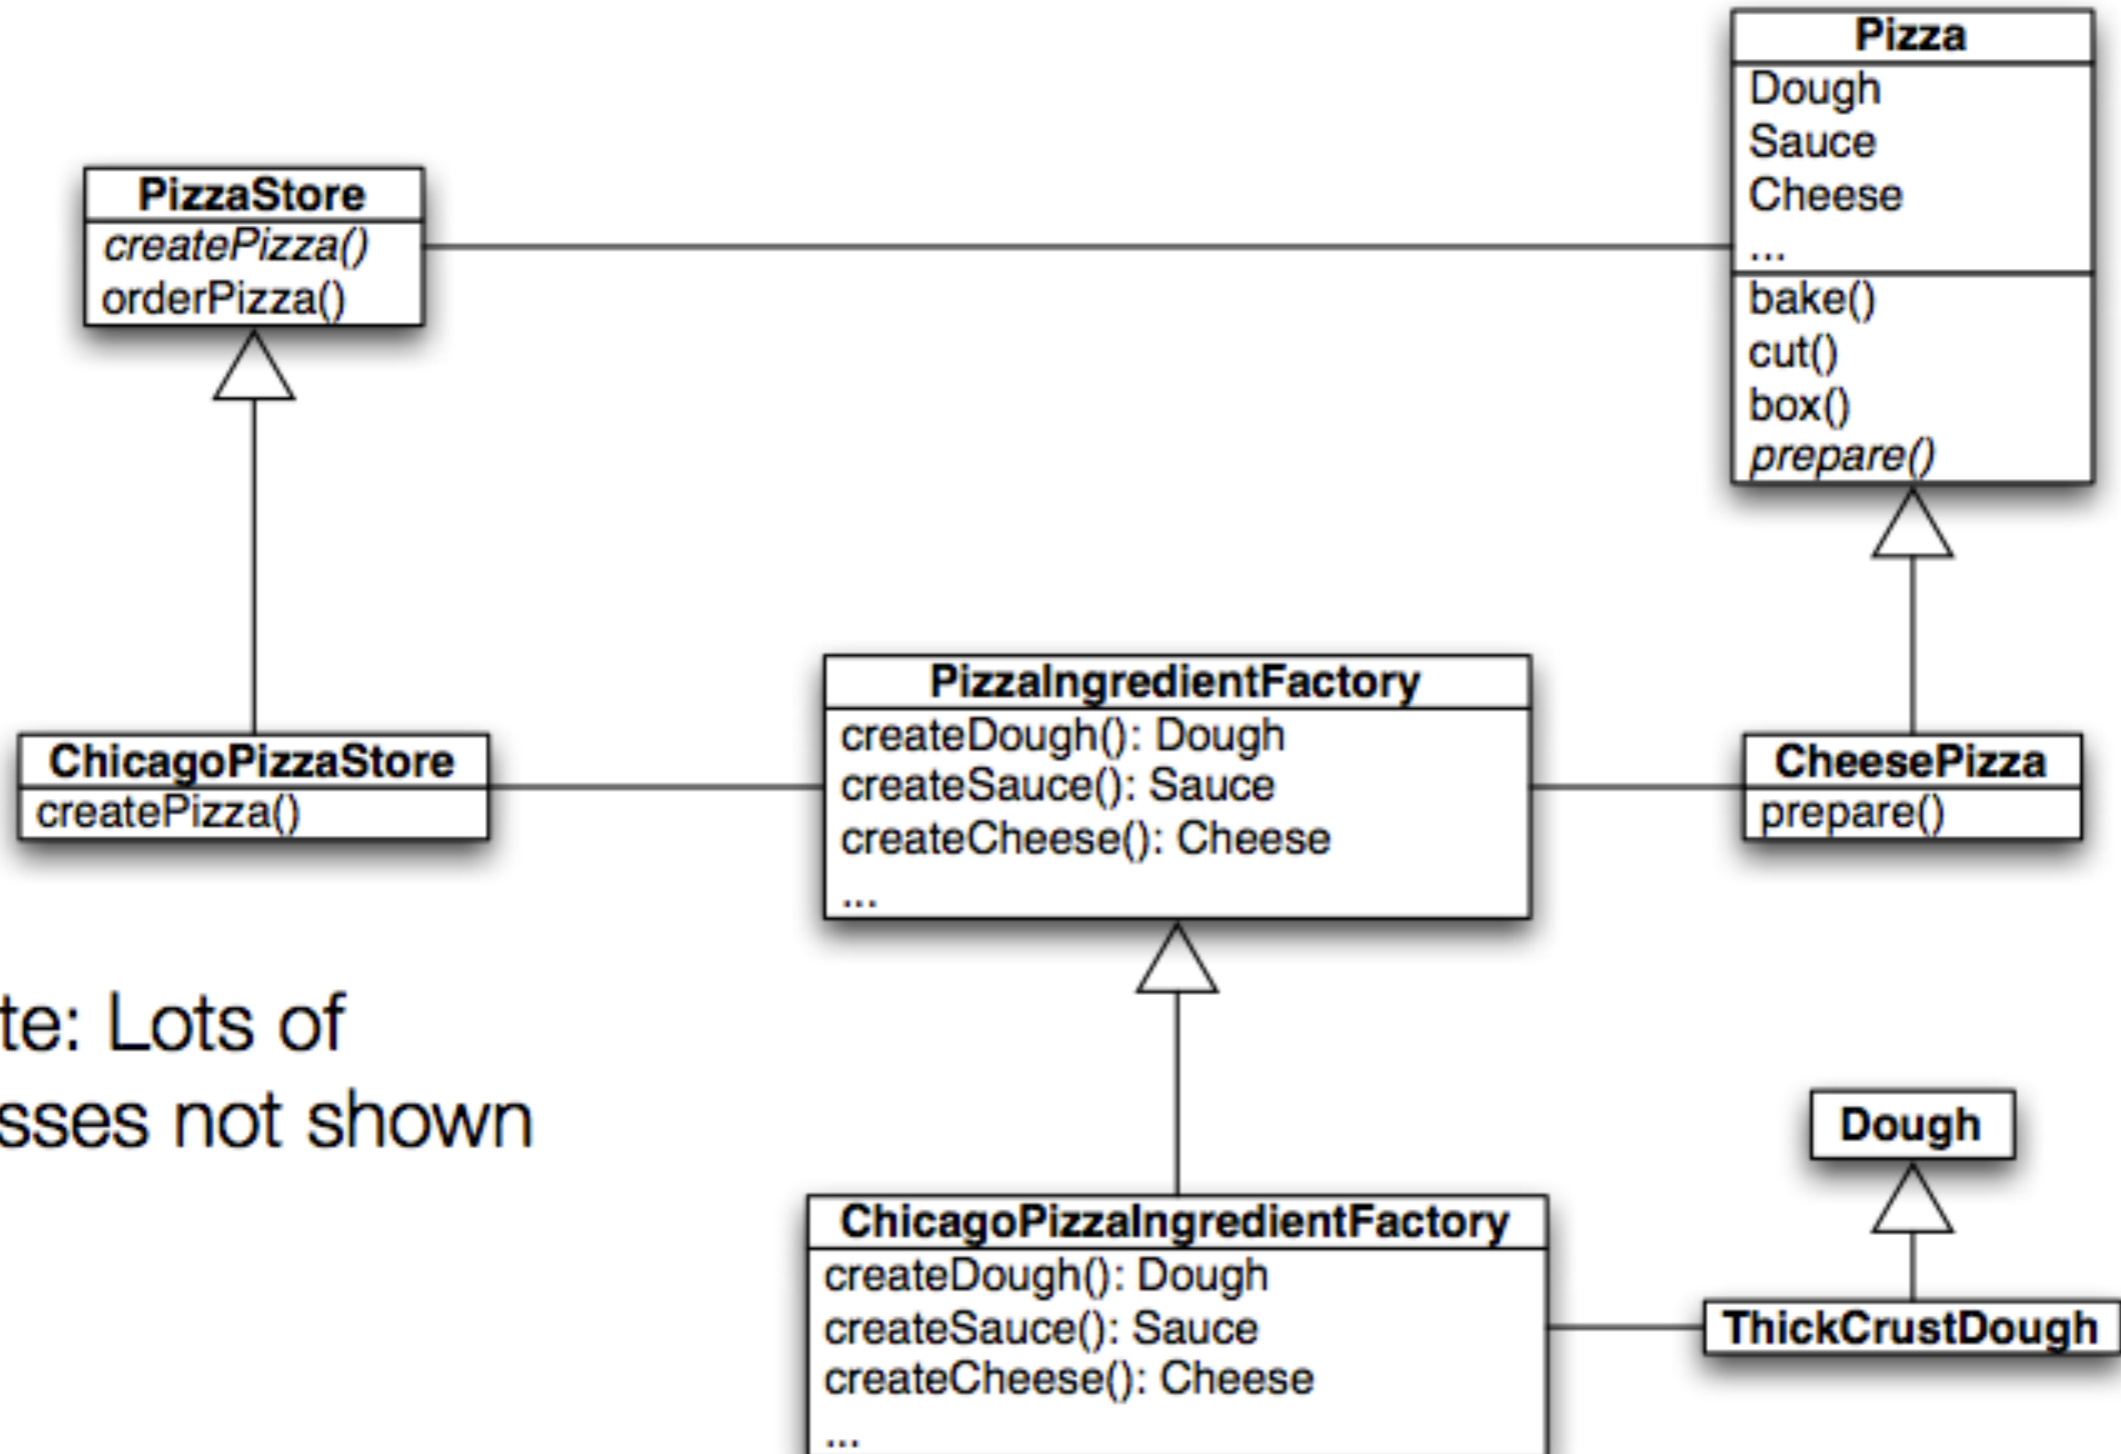 Pizza
Dough
Sauce
Cheese
...
bake()
cut()
box()
prepare()
PizzaStore
createPizza()
orderPizza()
PizzaIngredientFactory
createDough(): Dough
createSauce(): Sauce
createCheese(): Cheese
...
ChicagoPizzaStore
createPizza()
CheesePizza
prepare()
te: Lots of
sses not shown
Dough
ChicagoPizzaIngredientFactory
createDough(): Dough
createSauce(): Sauce
createCheese(): Cheese
...
ThickCrustDough